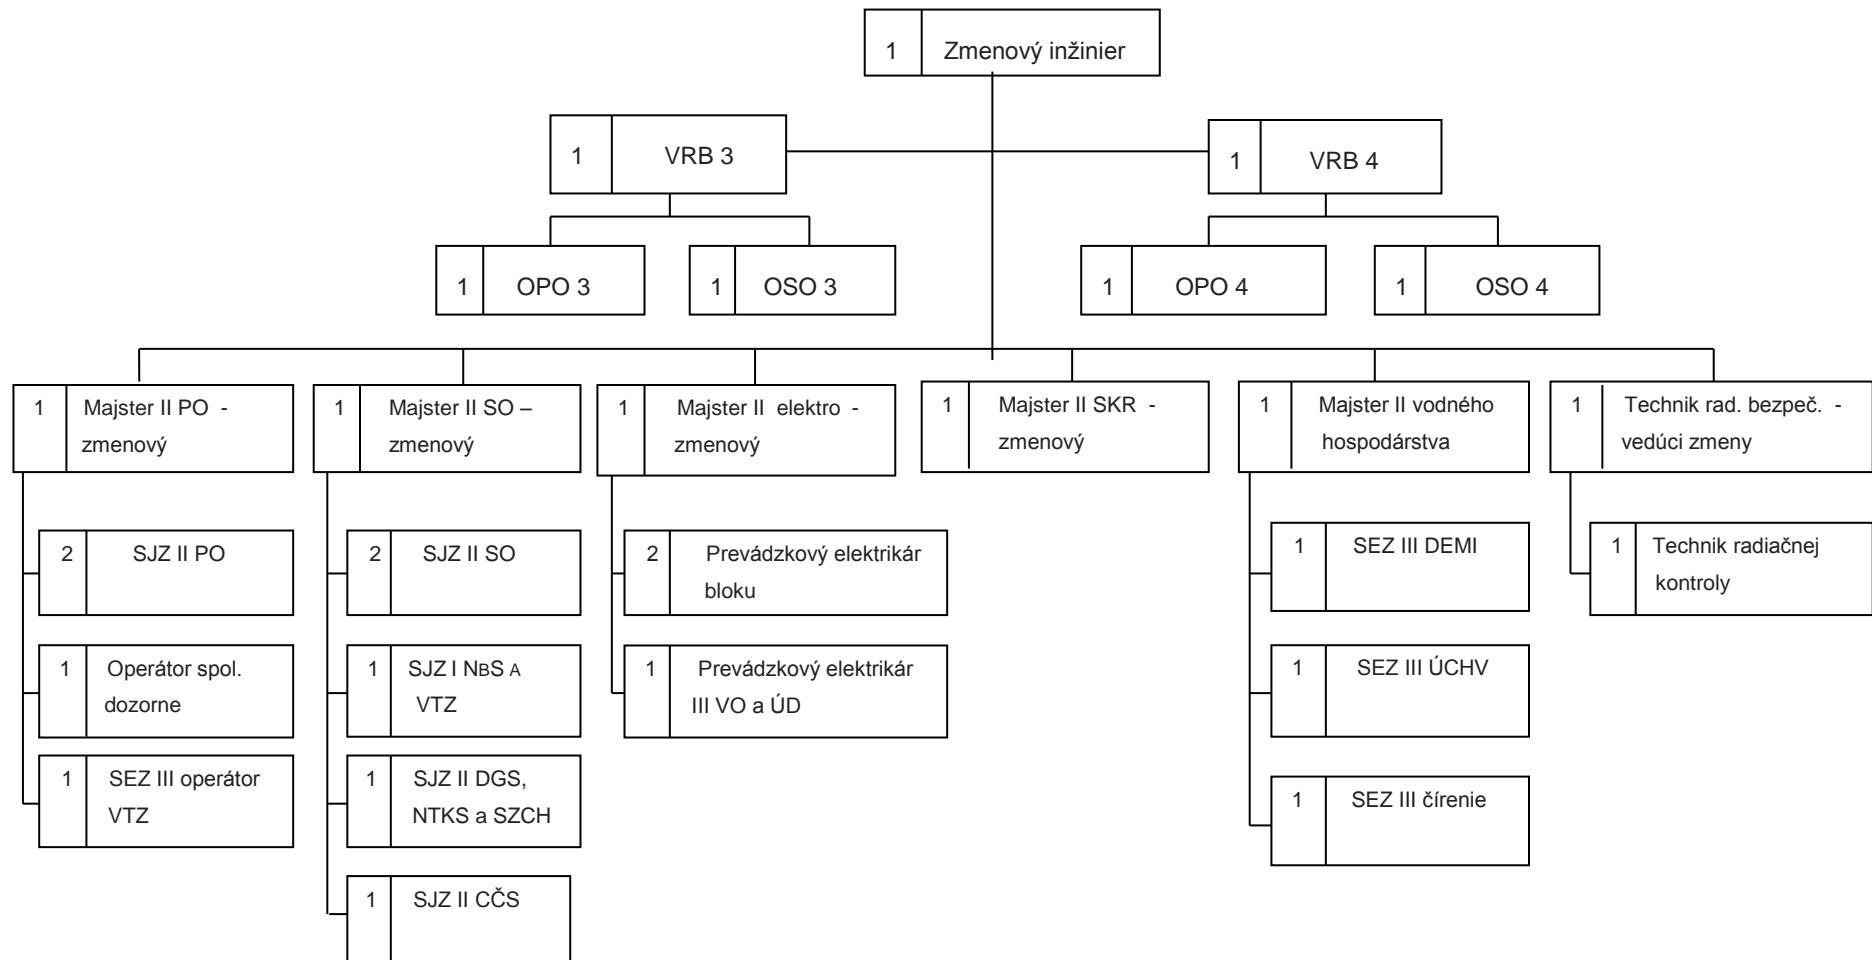 1 Zmenový inžinier
1 VRB 3
1 VRB 4
1 OPO 3
1 OSO 3
1 OPO 4
1 OSO 4
1 Majster II PO -
zmenový
1 Majster II SO –
zmenový
1 Majster II elektro -
zmenový
1 Majster II SKR -
zmenový
1 Majster II vodného
hospodárstva
1 Technik rad. bezpeč. -
vedúci zmeny
2 SJZ II PO
1 Operátor spol.
dozorne
1 SEZ III operátor
VTZ
2 SJZ II SO
1 SJZ I NBS A
VTZ
1 SJZ II DGS,
NTKS a SZCH
1 SJZ II CČS
2 Prevádzkový elektrikár
bloku
1 Prevádzkový elektrikár
III VO a ÚD
1 SEZ III DEMI
1 SEZ III ÚCHV
1 SEZ III čírenie
1 Technik radiačnej
kontroly